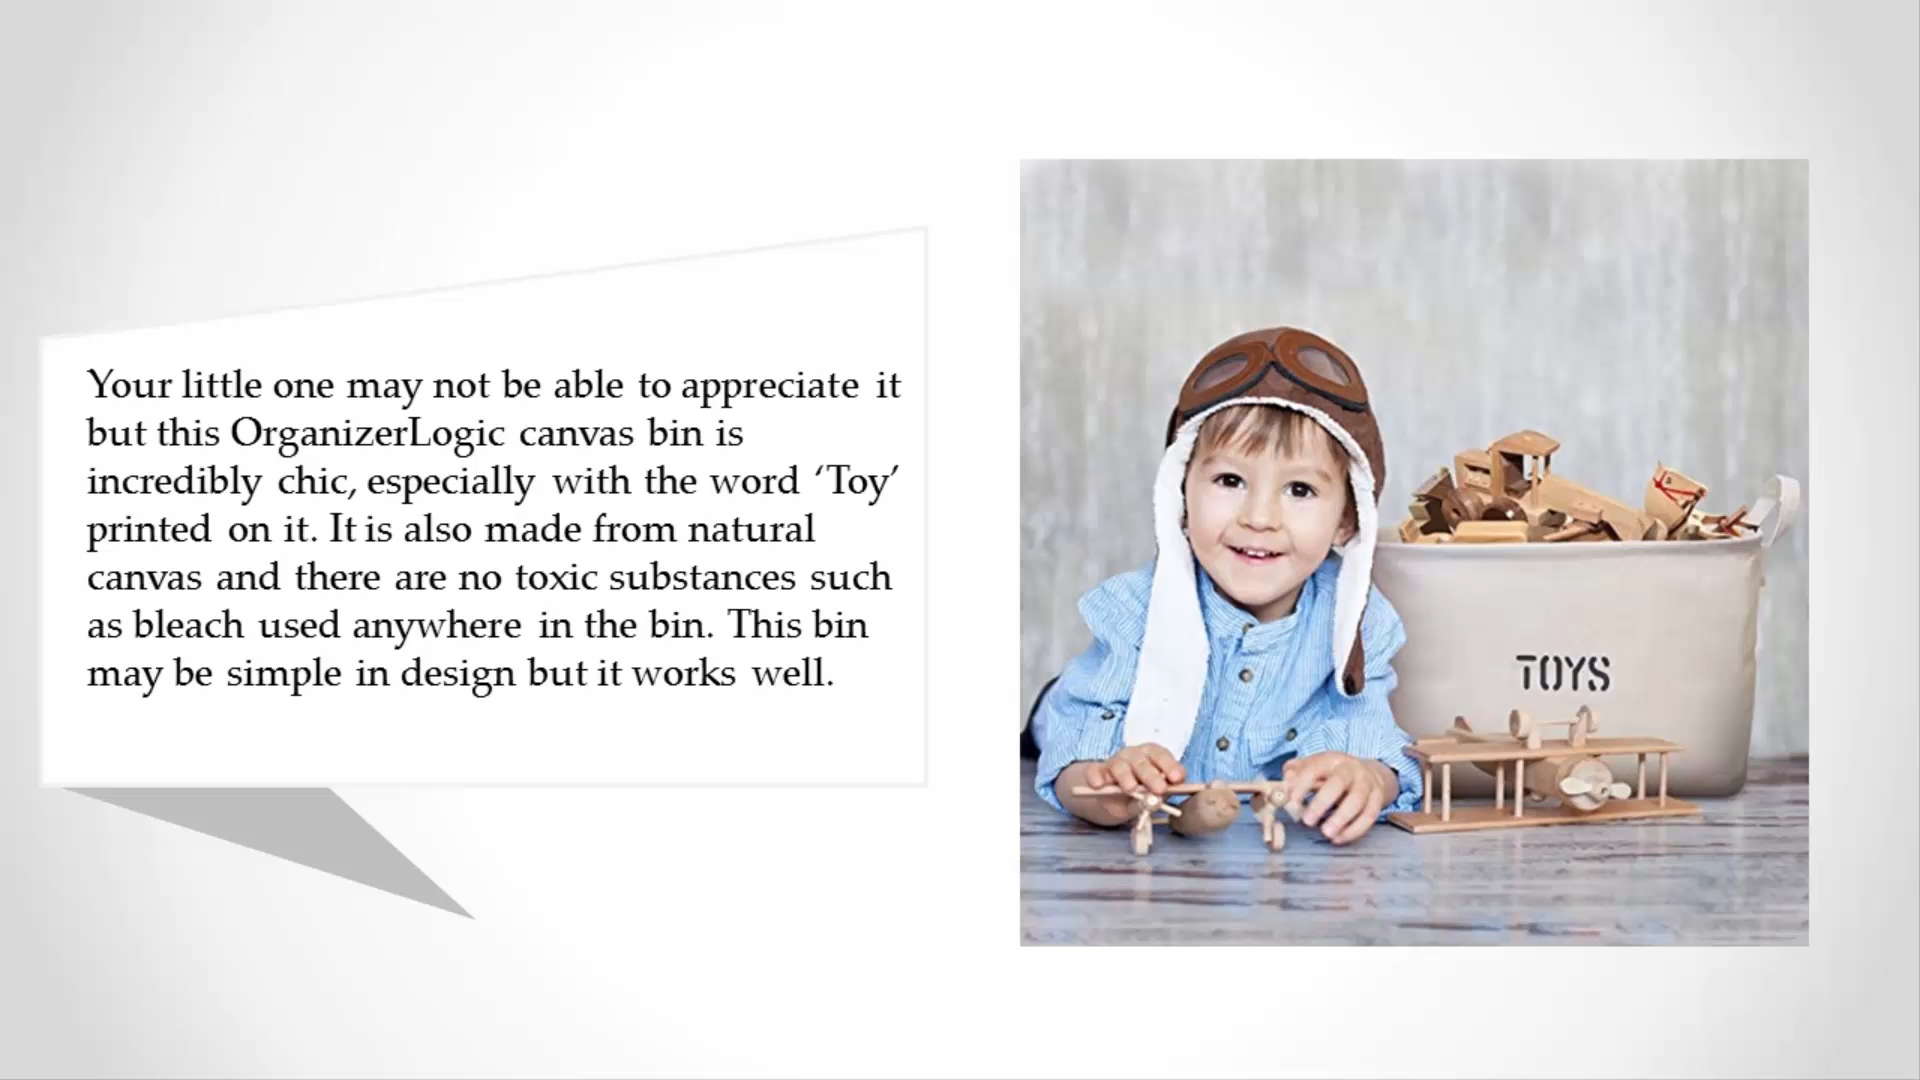 Your little one may not be able to appreciate it
but this OrganizerLogic canvas bin is
incredibly chic, especially with the word ‘Toy’
printed on it. It is also made from natural
canvas and there are no toxic substances such
as bleach used anywhere in the bin. This bin
may be simple in design but it works well.
TOYS